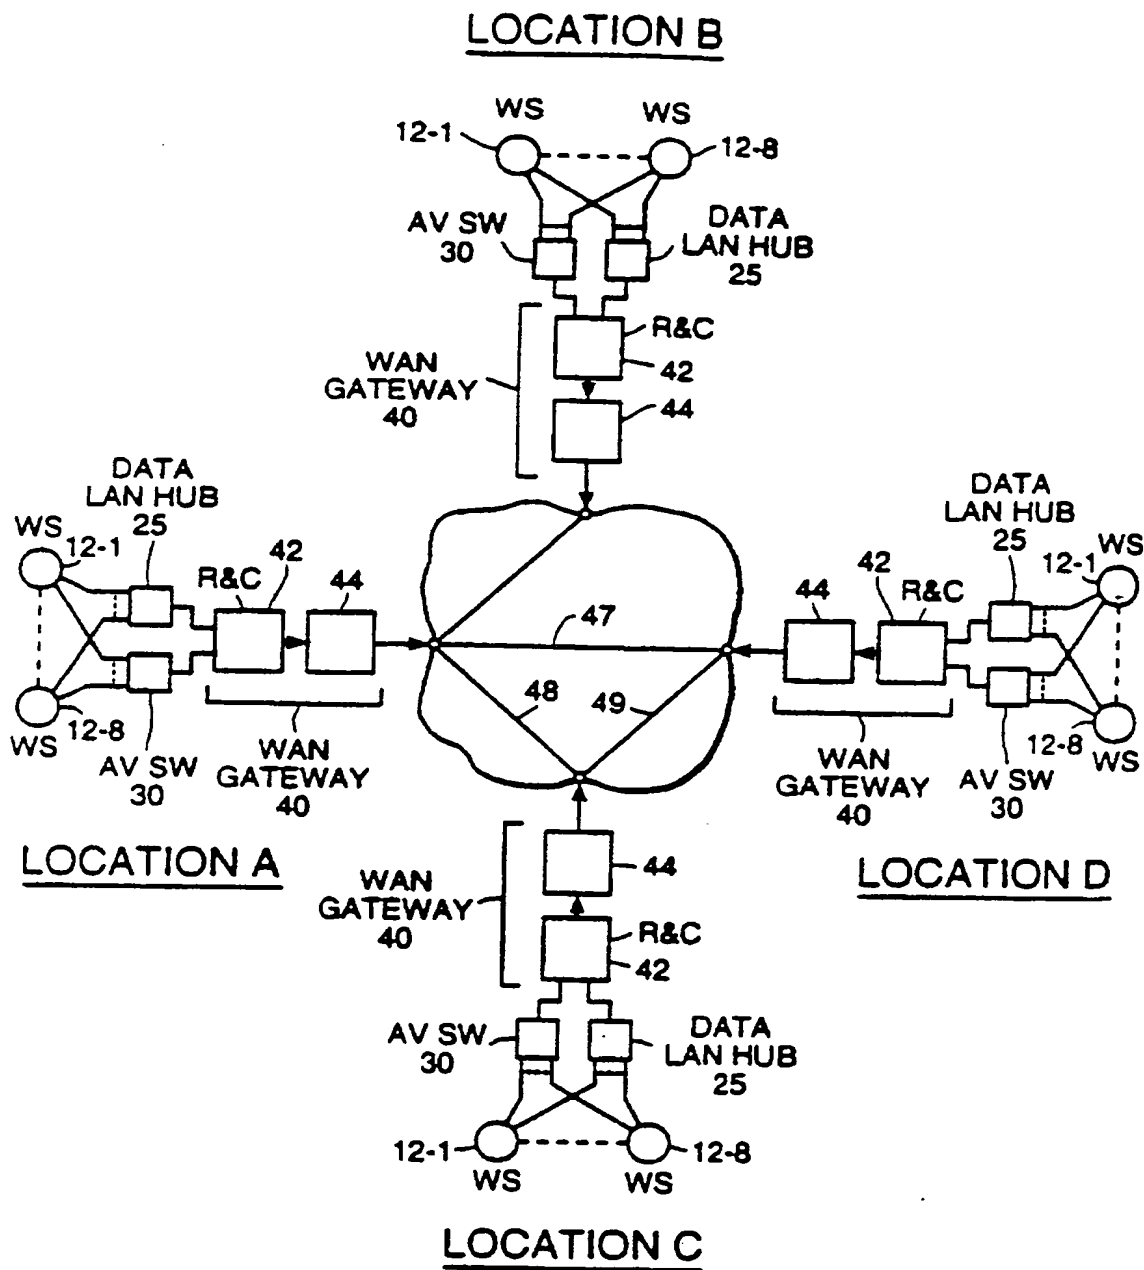 LOCATION B
WS WS
12-1 12-8
AV SW
30
DATA
LAN HUB
25
WAN
GATEWAY
40
R&C
42
44
DATA
LAN HUB
25
WS
12-1
R&C
42
44
WS
12-8
AV SW
30
WAN
GATEWAY
40
LOCATION A
47
48
49
DATA
LAN HUB
25
12-1
WS
44
42
R&C
12-8
WS
AV SW
30
WAN
GATEWAY
40
LOCATION D
WAN
GATEWAY
40
44
R&C
42
AV SW
30
DATA
LAN HUB
25
12-1 12-8
WS WS
LOCATION C